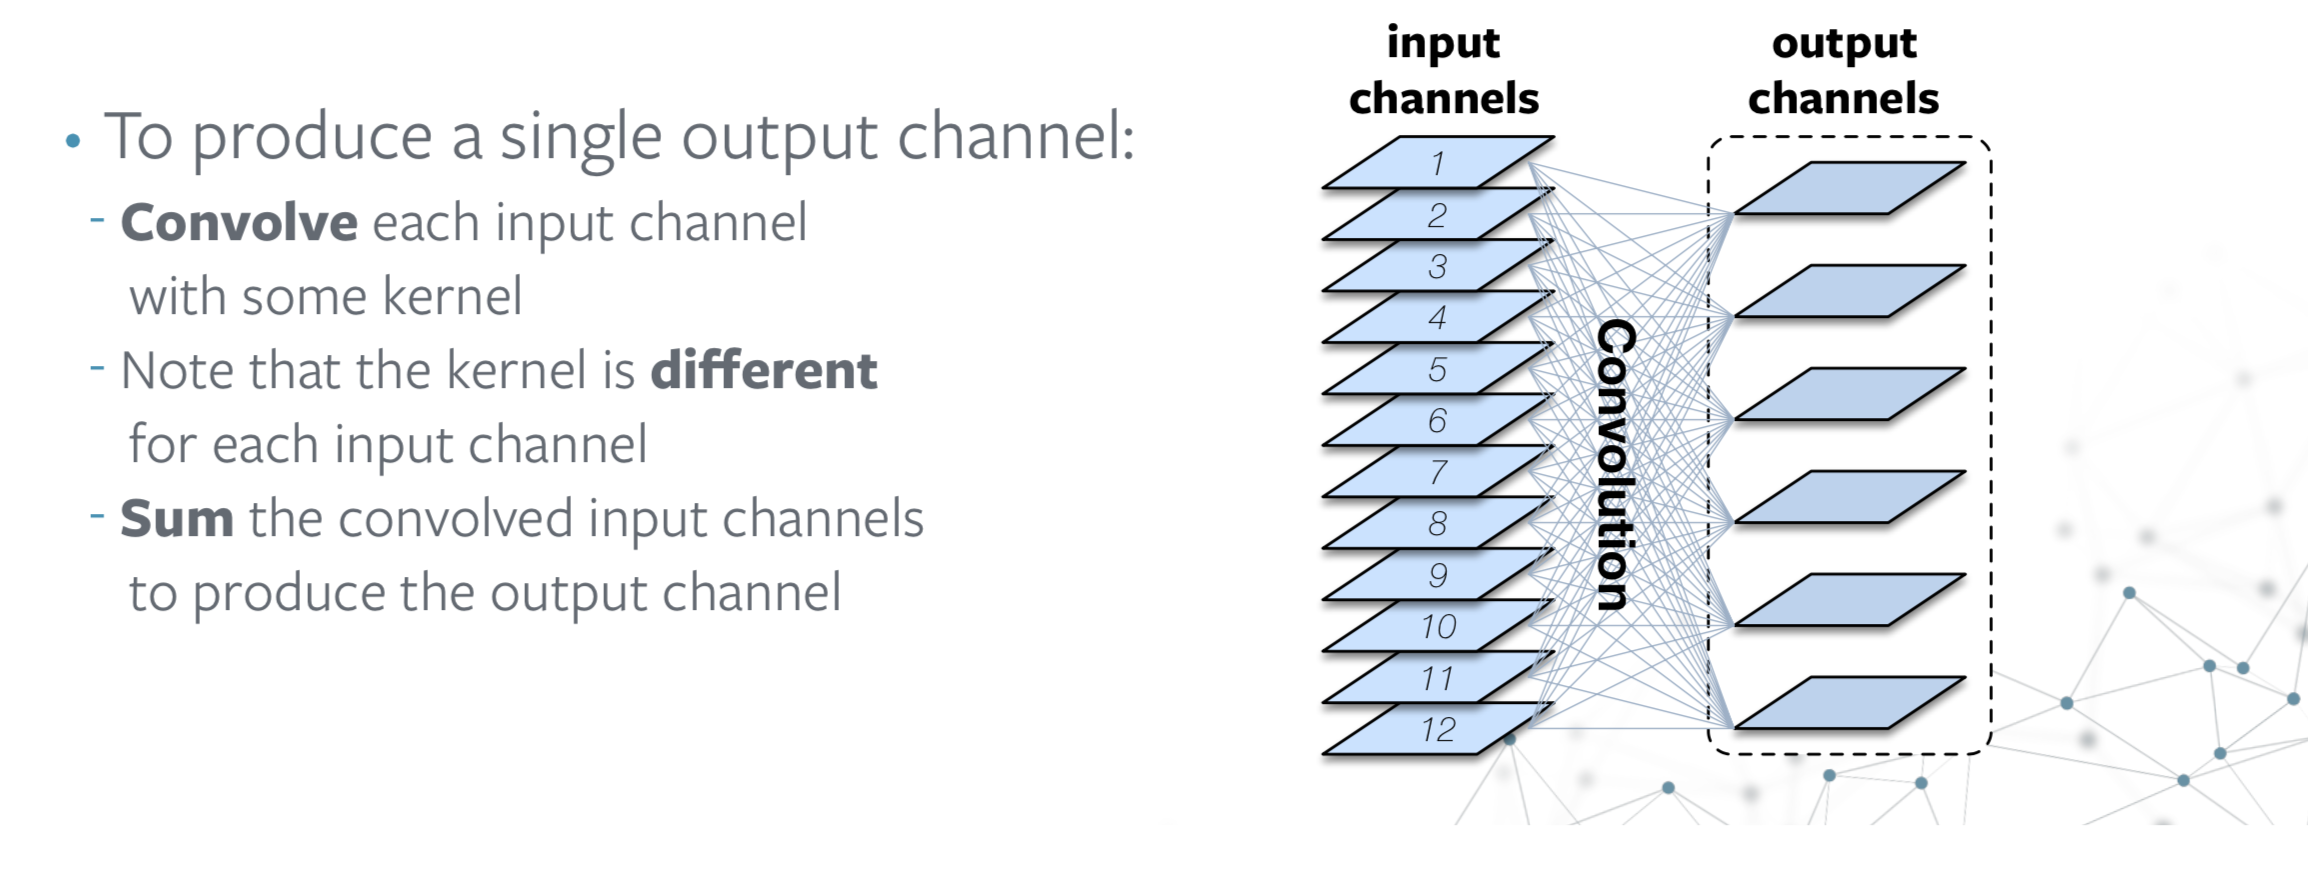 • To produce a single output channel:
- Convolve each input channel
with some kernel
- Note that the kernel is different
for each input channel
- Sum the convolved input channels
to produce the output channel
input
channels
1
2
3
4
5
6
7
8
9
10
11
12
Convolution
output
channels